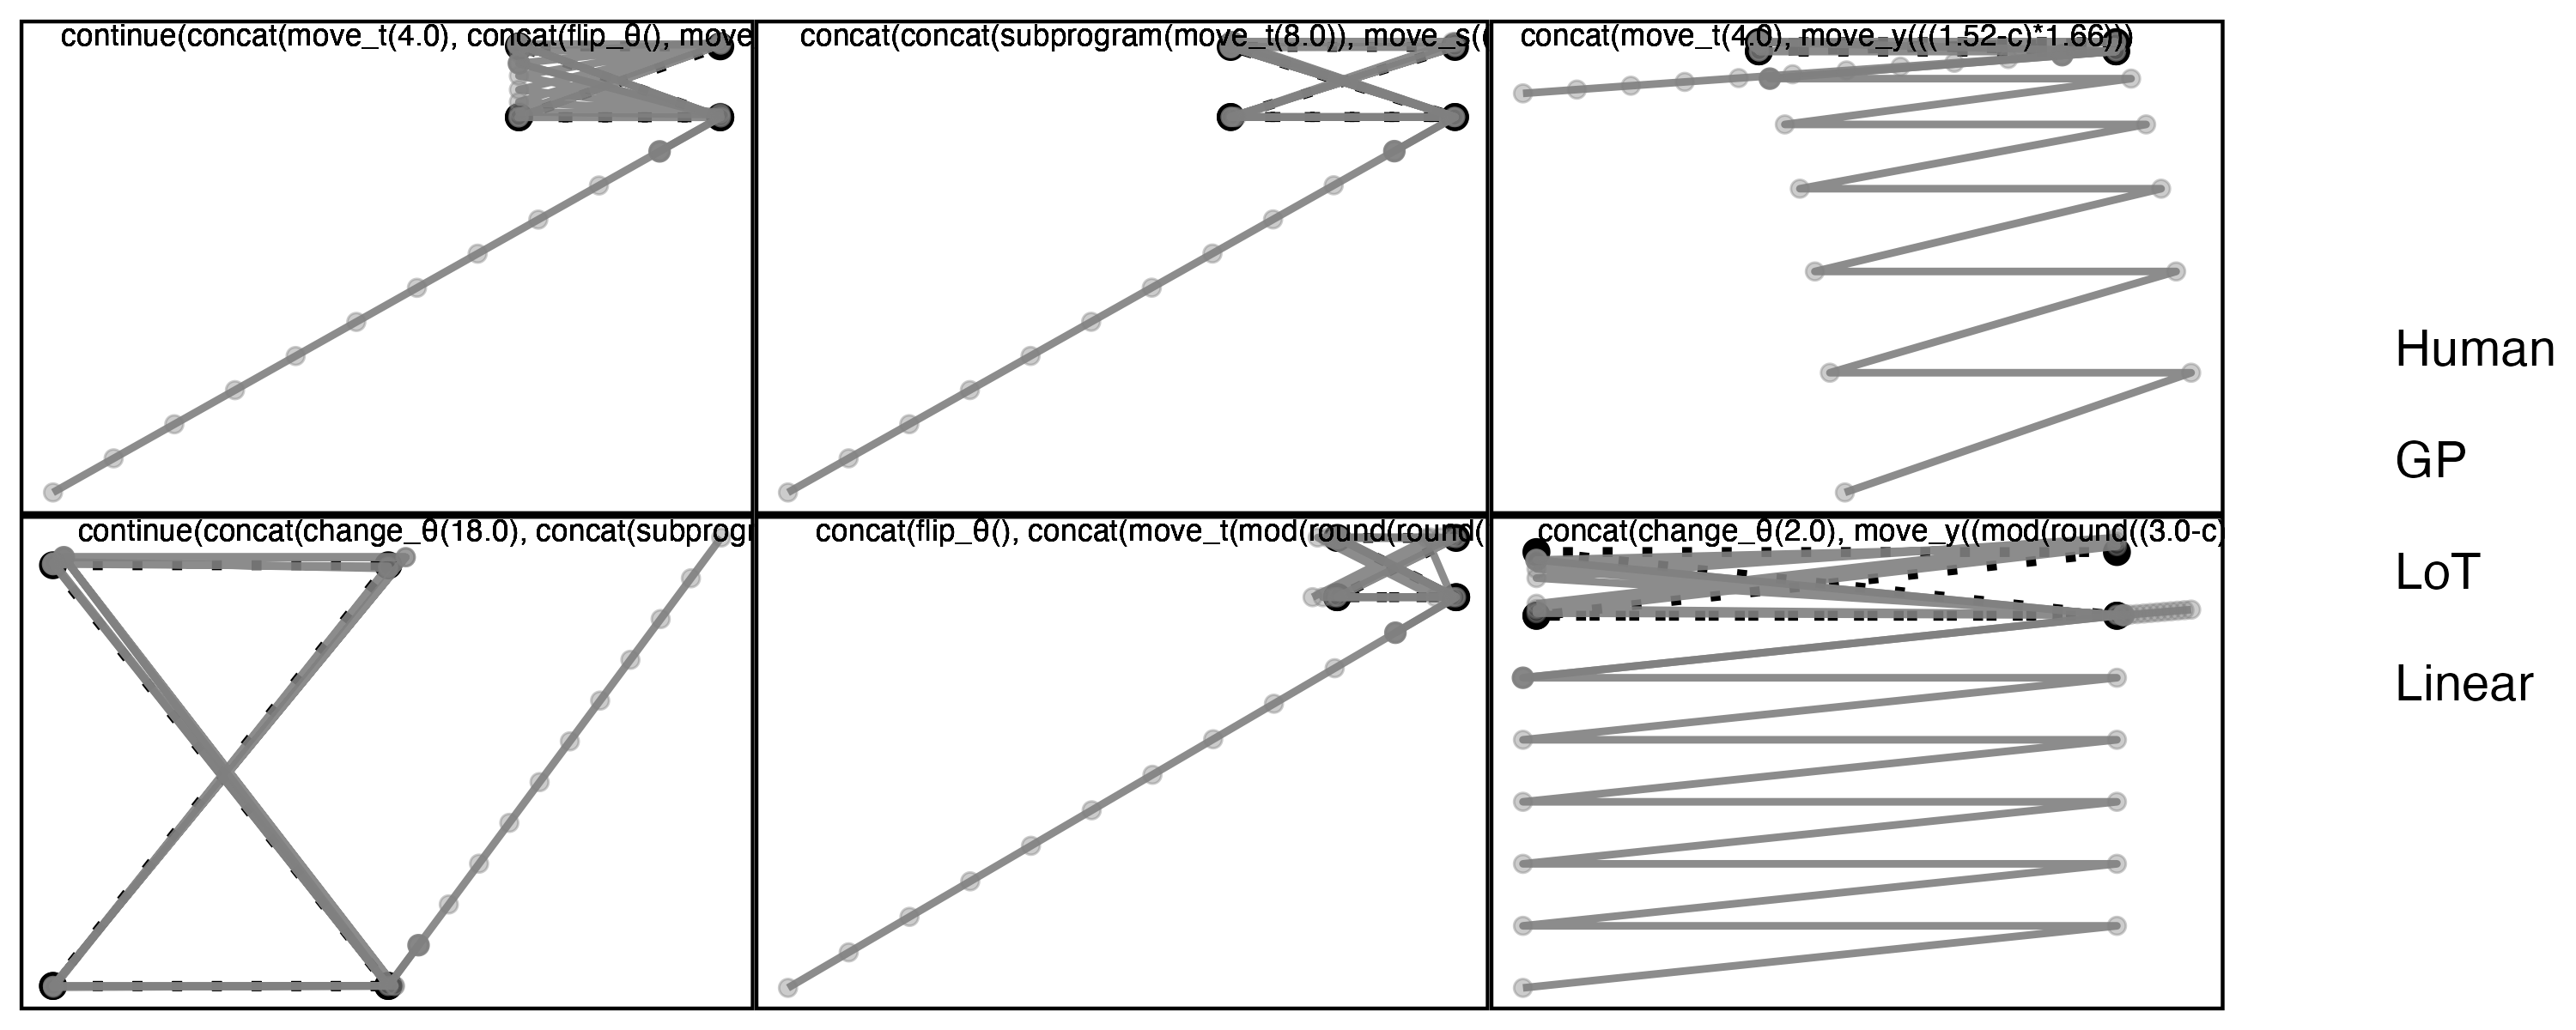 continue(concat(move_t(4.0), concat(flip_θ(), move
concat(concat(subprogram(move_t(8.0)), move_s((
concat(move_t(4.0), move_y(((1.52-c)*1.66)))
continue(concat(change_θ(18.0), concat(subprogr
concat(flip_θ(), concat(move_t(mod(round(round(
concat(change_θ(2.0), move_y((mod(round((3.0-c)
Human
GP
LoT
Linear